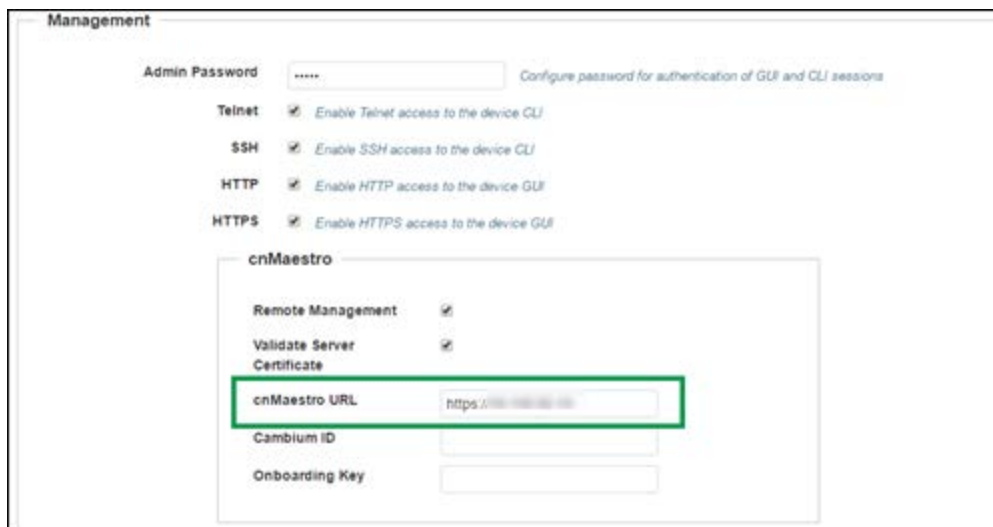 Management
Admin Password ••••• Configure password for authentication of GUI and CLI sessions
Telnet Enable Telnet access to the device CLI
SSH Enable SSH access to the device CLI
HTTP Enable HTTP access to the device GUI
HTTPS Enable HTTPS access to the device GUI
cnMaestro
Remote Management
Validate Server
Certificate
cnMaestro URL https://
Cambium ID
Onboarding Key